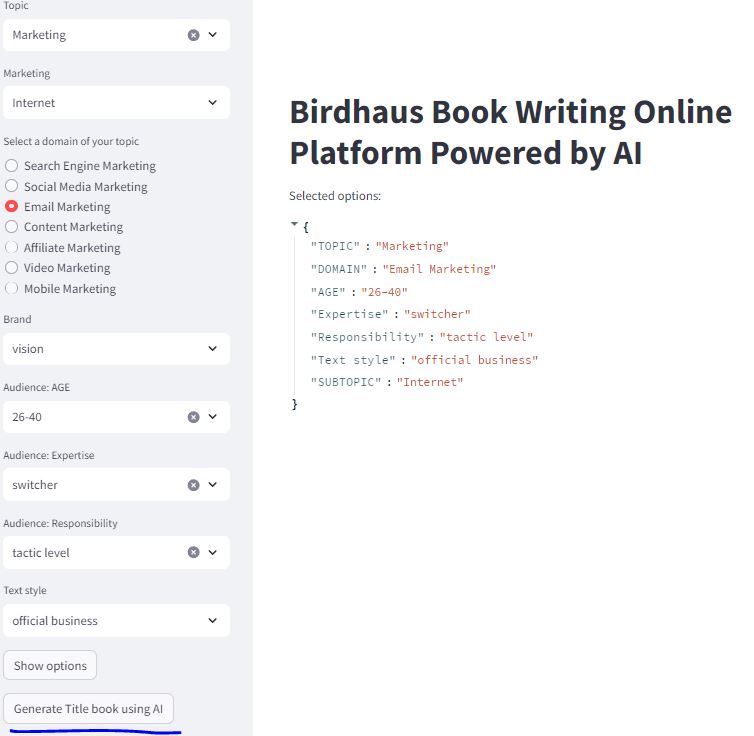 Topic
Marketing
Marketing
Internet
Select a domain of your topic
Search Engine Marketing
Social Media Marketing
Email Marketing
Content Marketing
Affiliate Marketing
Video Marketing
Mobile Marketing
Brand
vision
Audience: AGE
26-40
Audience: Expertise
switcher
Audience: Responsibility
tactic level
Text style
official business
Show options
Generate Title book using AI
Birdhaus Book Writing Online
Platform Powered by AI
Selected options:
{
"TOPIC" : "Marketing"
"DOMAIN" : "Email Marketing"
"AGE" : "26-40"
"Expertise" : "switcher"
"Responsibility" : "tactic level"
"Text style" : "official business"
"SUBTOPIC" : "Internet"
}